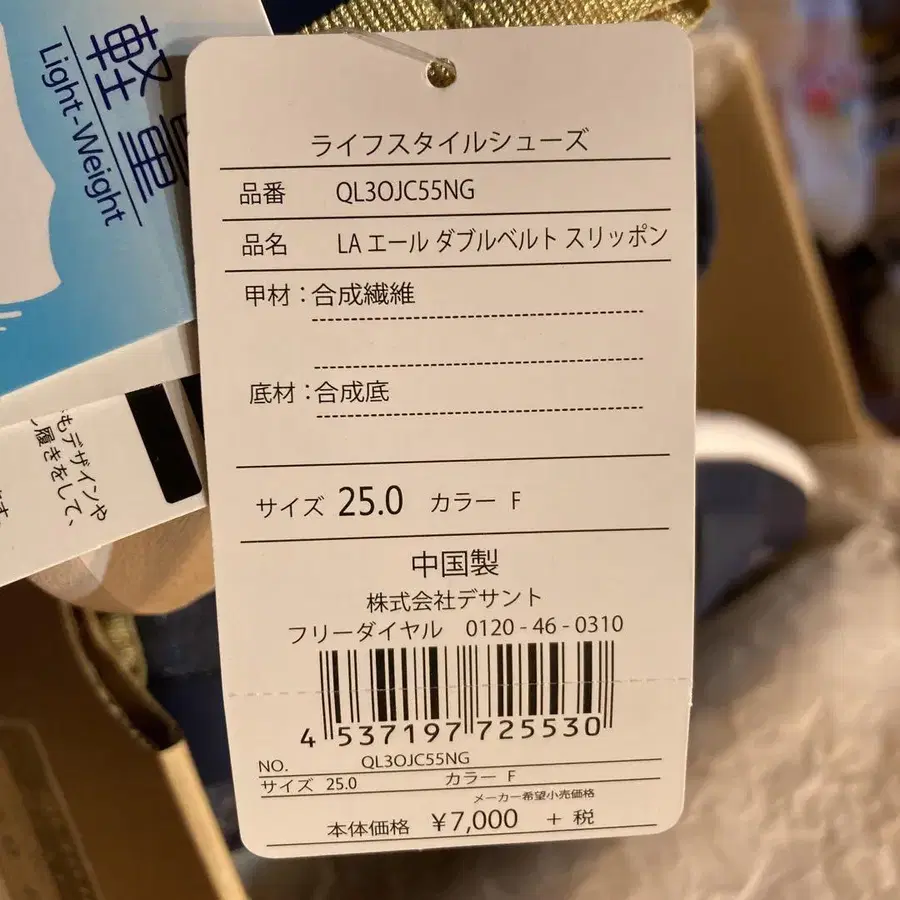 軽量
Light-Weight
もデザインや
し履きをして、
ライフスタイルシューズ
品番 QL3OJC55NG
品名 LA エール ダブルベルト スリッポン
甲材：合成繊維
底材：合成底
サイズ 25.0 カラー F
中国製
株式会社デサント
フリーダイヤル 0120 - 46 - 0310
4 537197 725530
NO. QL3OJC55NG
サイズ 25.0 カラー F
メーカー希望小売価格
本体価格 ¥7,000 + 税